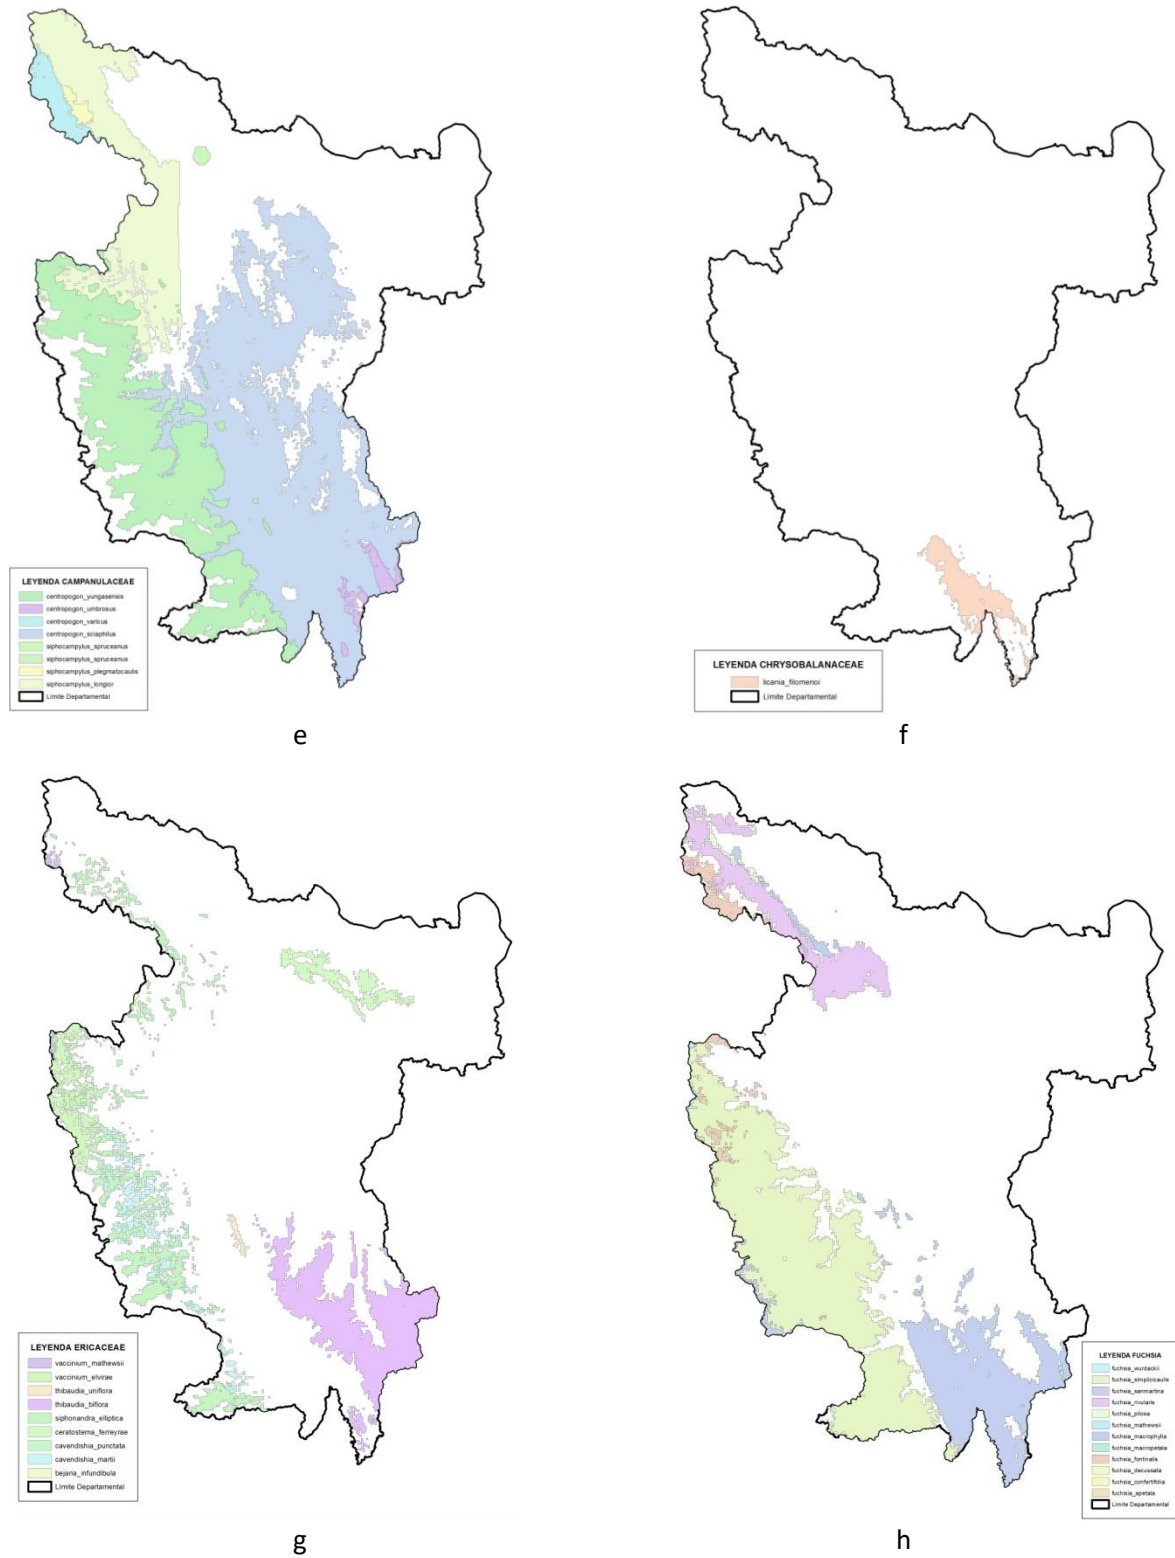 LEYENDA CAMPANULACEAE
centropogon_yungasensis
centropogon_umbrosus
centropogon_varicus
centropogon_sciaphilus
siphocampylus_spruceanus
siphocampylus_spruceanus
siphocampylus_plegmatocaulis
siphocampylus_longior
Limite Departamental
e
LEYENDA CHRYSOBALANACEAE
licania_filomenoi
Limite Departamental
f
LEYENDA ERICACEAE
vaccinium_mathewsii
vaccinium_elvirae
thibaudia_uniflora
thibaudia_biflora
siphonandra_elliptica
ceratostema_ferreyrae
cavendishia_punctata
cavendishia_martii
bejaria_infundibula
Limite Departamental
g
LEYENDA FUCHSIA
fuchsia_wurdackii
fuchsia_simplicicaulis
fuchsia_sanmartina
fuchsia_rivularis
fuchsia_pilosa
fuchsia_mathewsii
fuchsia_macrophylla
fuchsia_macropetala
fuchsia_fontinalis
fuchsia_decussata
fuchsia_confertifolia
fuchsia_apetala
Limite Departamental
h